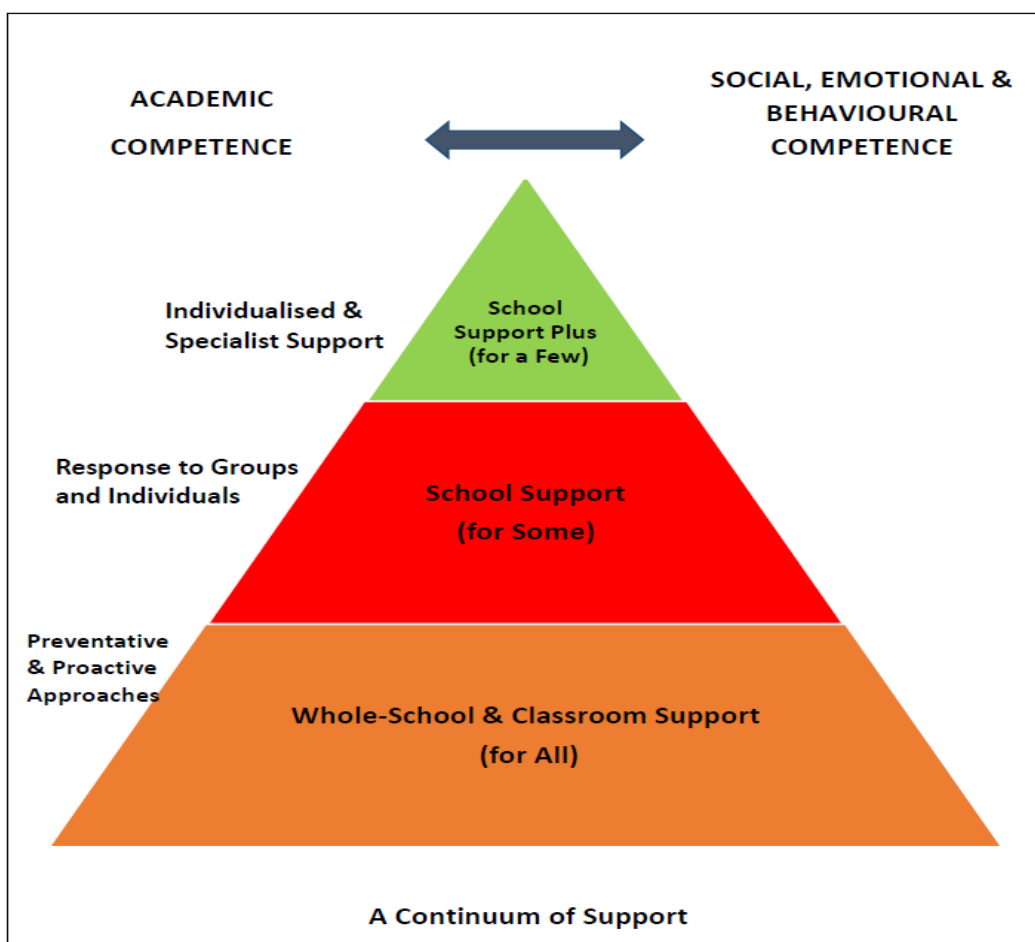 ACADEMIC
COMPETENCE
SOCIAL, EMOTIONAL &
BEHAVIOURAL
COMPETENCE
Individualised &
Specialist Support
School
Support Plus
(for a Few)
Response to Groups
and Individuals
School Support
(for Some)
Preventative
& Proactive
Approaches
Whole-School & Classroom Support
(for All)
A Continuum of Support